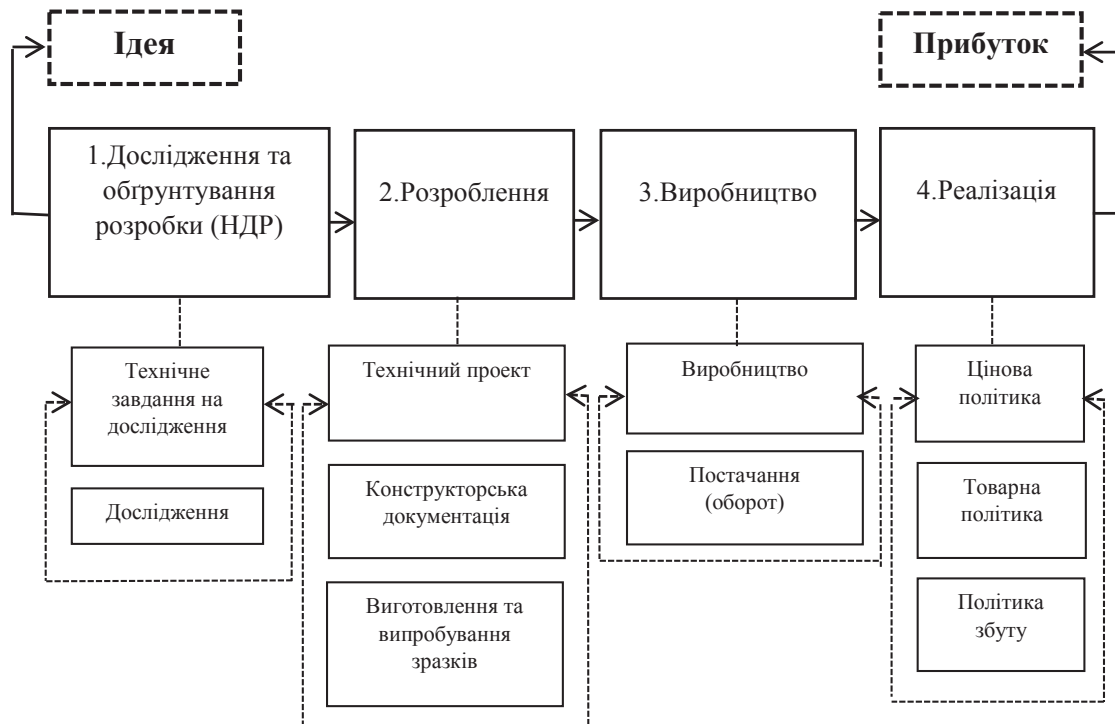 Ідея
Прибуток
1.Дослідження та
обґрунтування
розробки (НДР)
2.Розроблення
3.Виробництво
4.Реалізація
Технічне
завдання на
дослідження
Дослідження
Технічний проект
Конструкторська
документація
Виготовлення та
випробування
зразків
Виробництво
Постачання
(оборот)
Цінова
політика
Товарна
політика
Політика
збуту